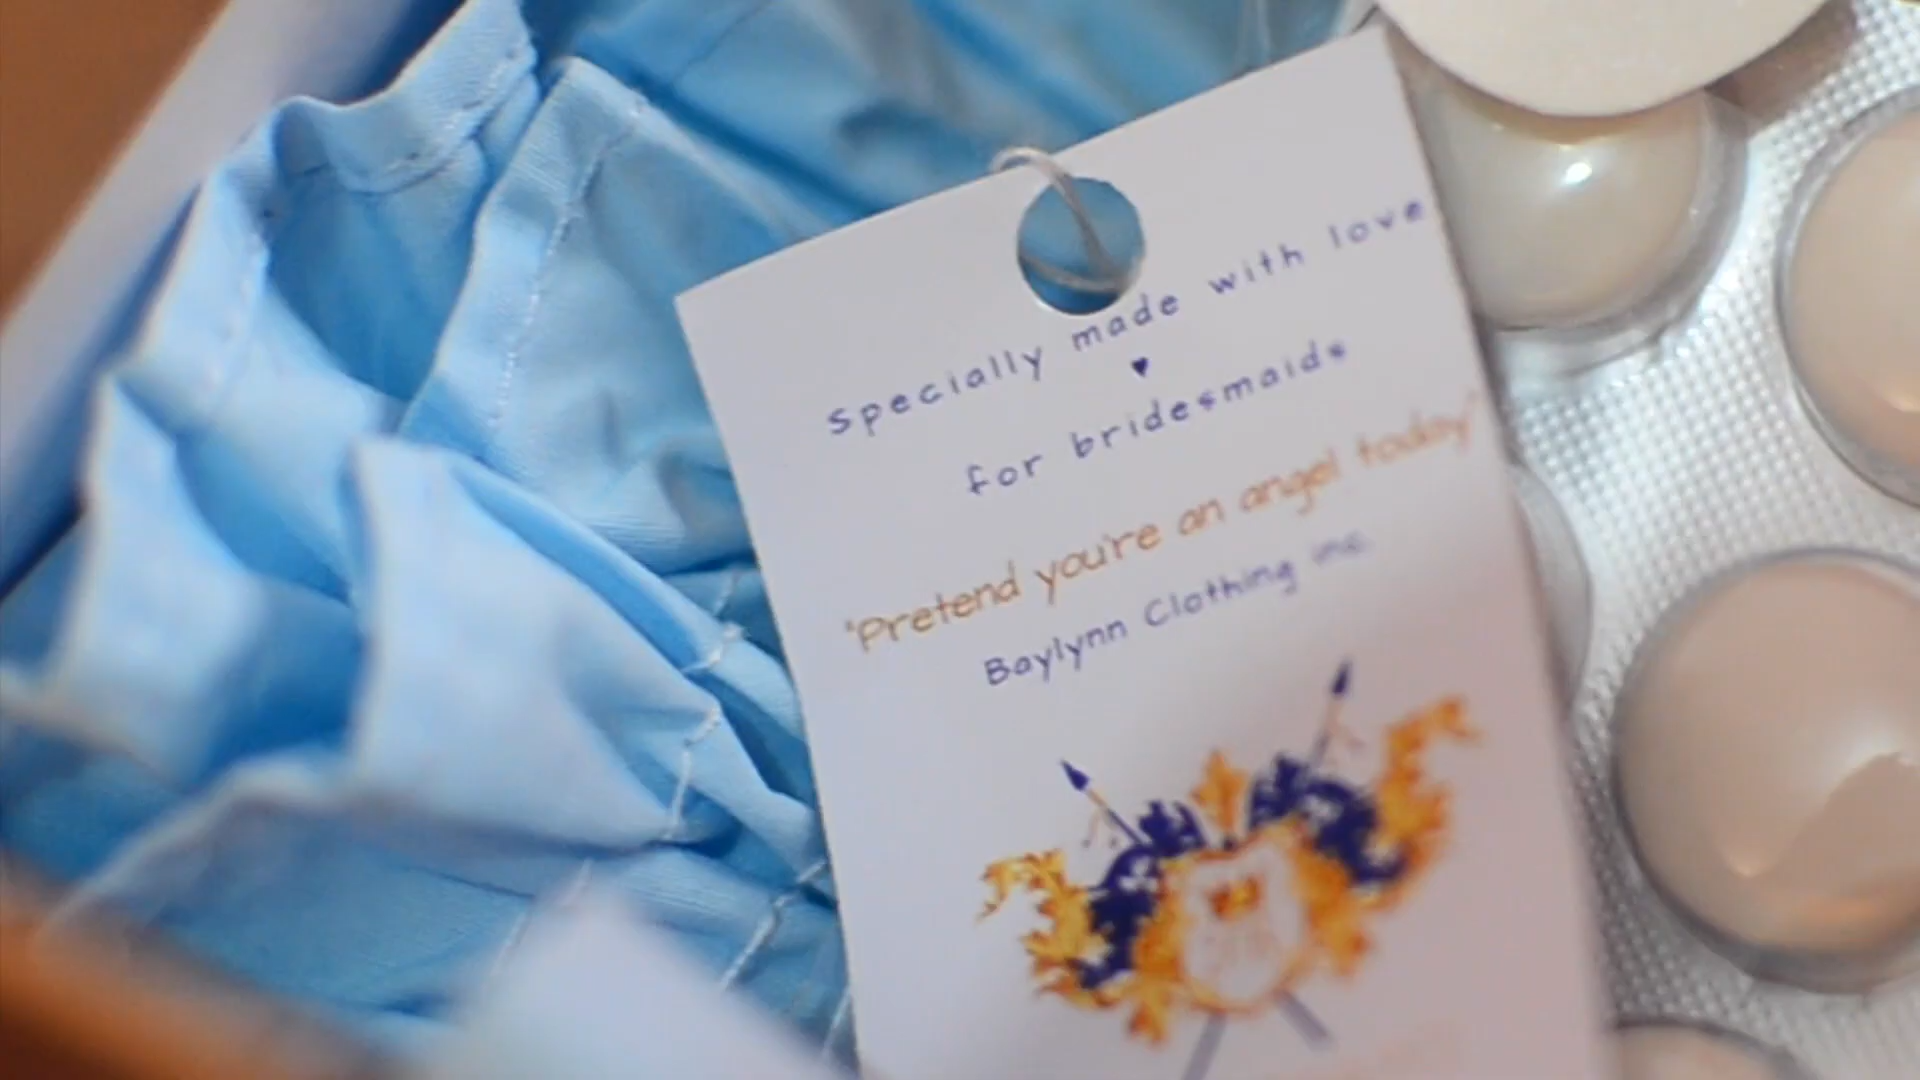 specially made with love
♥
for bridesmaids
"Pretend you're an angel today"
Baylynn Clothing inc.